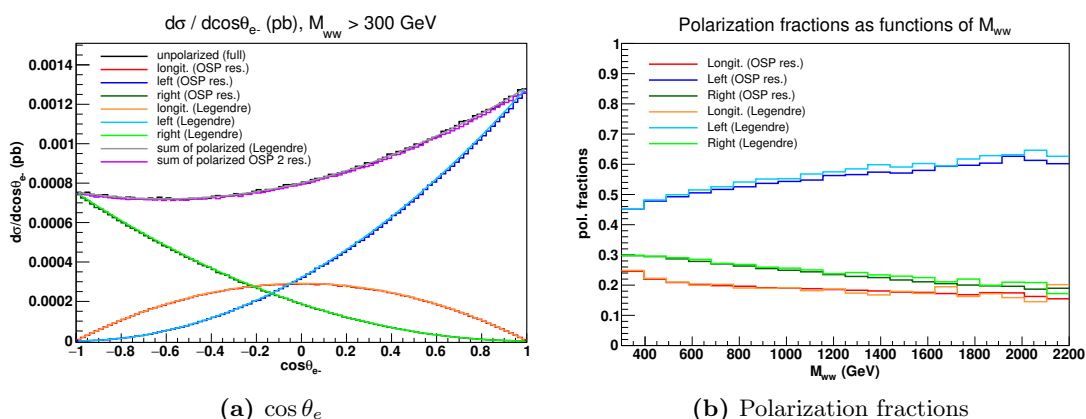 dσ / dcosθe- (pb), Mww > 300 GeV
dσ/dcosθe- (pb)
0.0014
0.0012
0.001
0.0008
0.0006
0.0004
0.0002
0
unpolarized (full)
longit. (OSP res.)
left (OSP res.)
right (OSP res.)
longit. (Legendre)
left (Legendre)
right (Legendre)
sum of polarized (Legendre)
sum of polarized OSP 2 res.)
−1 −0.8 −0.6 −0.4 −0.2 0 0.2 0.4 0.6 0.8 1
cosθe-
(a) cos θe
Polarization fractions as functions of Mww
pol. fractions
1
0.9
0.8
0.7
0.6
0.5
0.4
0.3
0.2
0.1
0
Longit. (OSP res.)
Left (OSP res.)
Right (OSP res.)
Longit. (Legendre)
Left (Legendre)
Right (Legendre)
400 600 800 1000 1200 1400 1600 1800 2000 2200
Mww (GeV)
(b) Polarization fractions